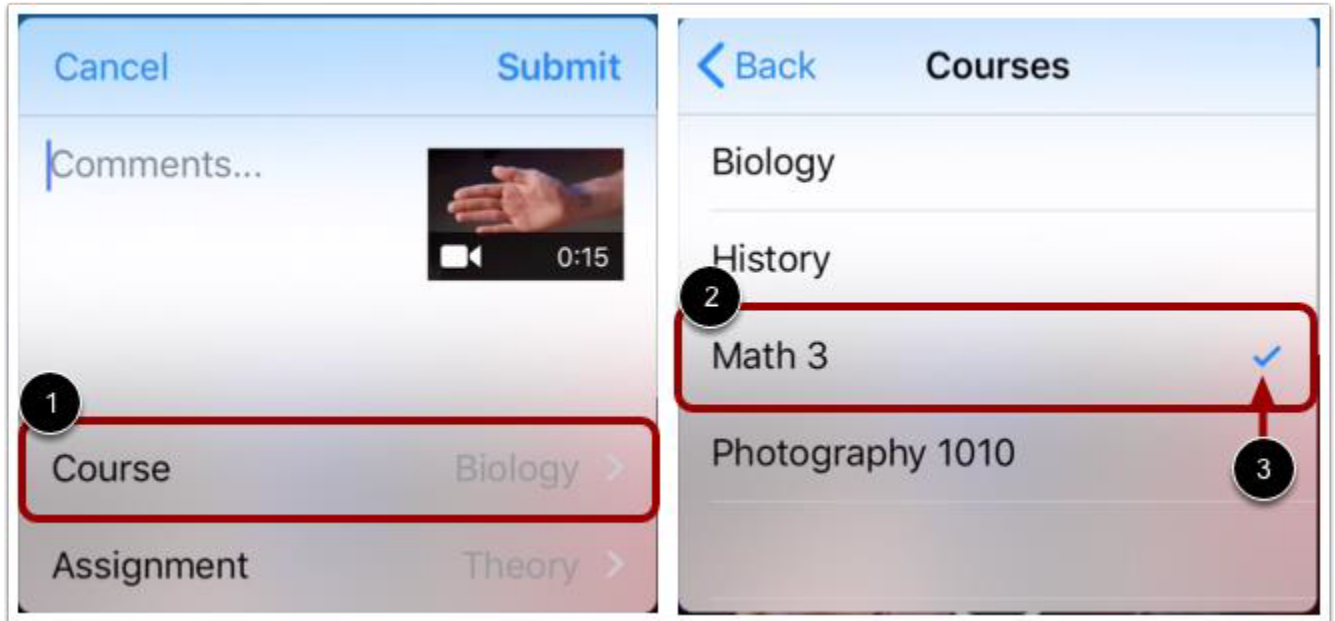 Cancel Submit
Comments...
0:15
1
Course Biology
Assignment Theory
Back Courses
Biology
History
2
Math 3
3
Photography 1010